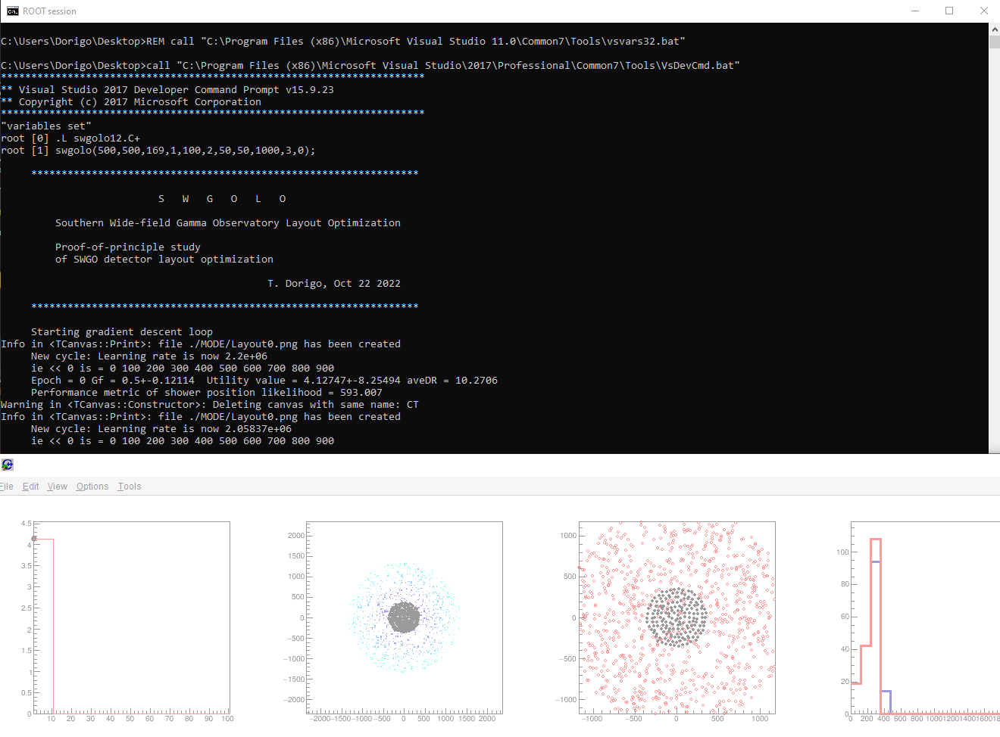 ROOT session
C:\Users\Dorigo\Desktop>REM call "C:\Program Files (x86)\Microsoft Visual Studio 11.0\Common7\Tools\vsvars32.bat"
C:\Users\Dorigo\Desktop>call "C:\Program Files (x86)\Microsoft Visual Studio\2017\Professional\Common7\Tools\VsDevCmd.bat"
**********************************************************************
** Visual Studio 2017 Developer Command Prompt v15.9.23
** Copyright (c) 2017 Microsoft Corporation
**********************************************************************
"variables set"
root [0] .L swgolo12.C+
root [1] swgolo(500,500,169,1,100,2,50,50,1000,3,0);
****************************************************************
S W G O L O
Southern Wide-field Gamma Observatory Layout Optimization
Proof-of-principle study
of SWGO detector layout optimization
T. Dorigo, Oct 22 2022
****************************************************************
Starting gradient descent loop
Info in <TCanvas::Print>: file ./MODE/Layout0.png has been created
New cycle: Learning rate is now 2.2e+06
ie << 0 is = 0 100 200 300 400 500 600 700 800 900
Epoch = 0 Gf = 0.5+-0.12114 Utility value = 4.12747+-8.25494 aveDR = 10.2706
Performance metric of shower position likelihood = 593.007
Warning in <TCanvas::Constructor>: Deleting canvas with same name: CT
Info in <TCanvas::Print>: file ./MODE/Layout0.png has been created
New cycle: Learning rate is now 2.05837e+06
ie << 0 is = 0 100 200 300 400 500 600 700 800 900
File Edit View Options Tools
4.5
4
3.5
3
2.5
2
1.5
1
0.5
0
10 20 30 40 50 60 70 80 90 100
2000
1500
1000
500
0
−500
−1000
−1500
−2000
−2000 −1500 −1000 −500 0 500 1000 1500 2000
1000
500
0
−500
−1000
−1000 −500 0 500 1000
100
80
60
40
20
0
0 200 400 600 800 1000 1200 1400 1600